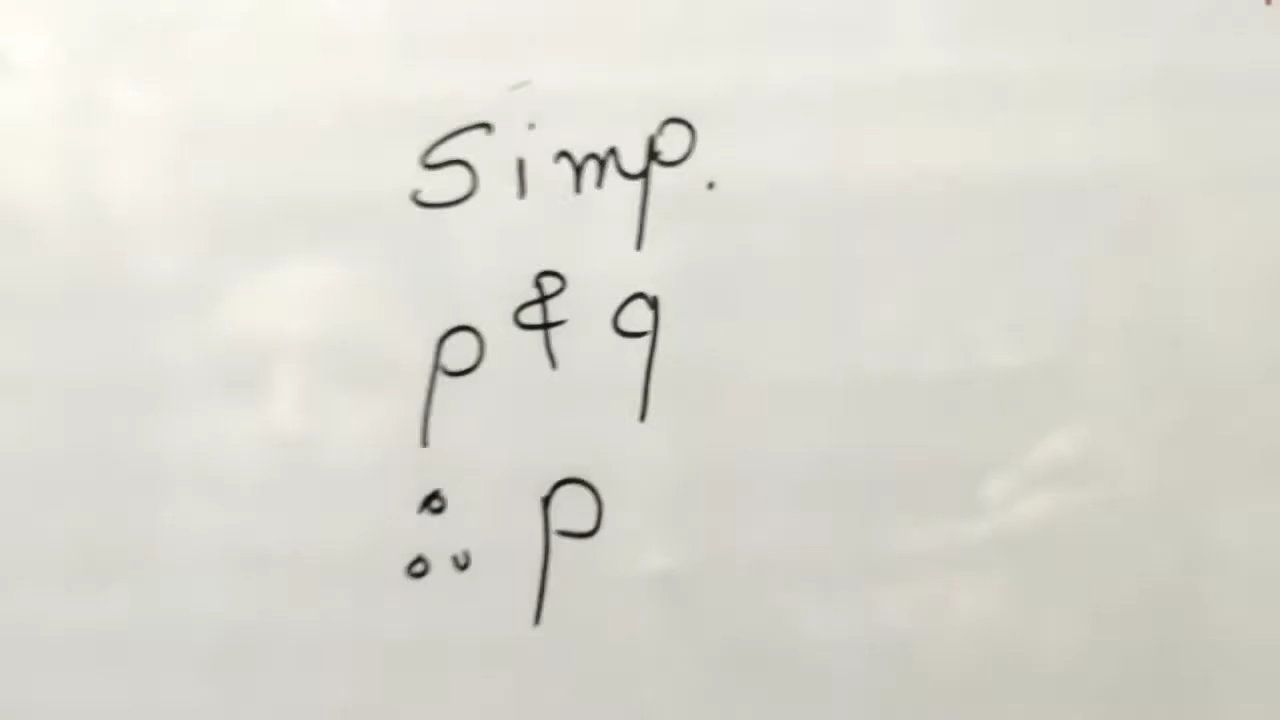 Simp.
p & q
∴ p